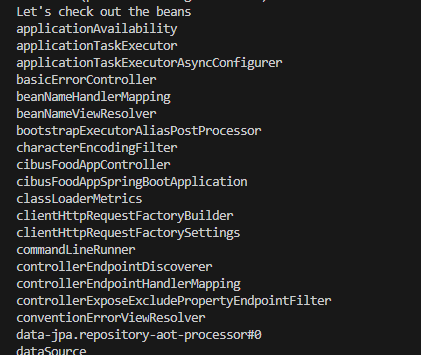 Let's check out the beans
applicationAvailability
applicationTaskExecutor
applicationTaskExecutorAsyncConfigurer
basicErrorController
beanNameHandlerMapping
beanNameViewResolver
bootstrapExecutorAliasPostProcessor
characterEncodingFilter
cibusFoodAppController
cibusFoodAppSpringBootApplication
classLoaderMetrics
clientHttpRequestFactoryBuilder
clientHttpRequestFactorySettings
commandLineRunner
controllerEndpointDiscoverer
controllerEndpointHandlerMapping
controllerExposeExcludePropertyEndpointFilter
conventionErrorViewResolver
data-jpa.repository-aot-processor#0
dataSource